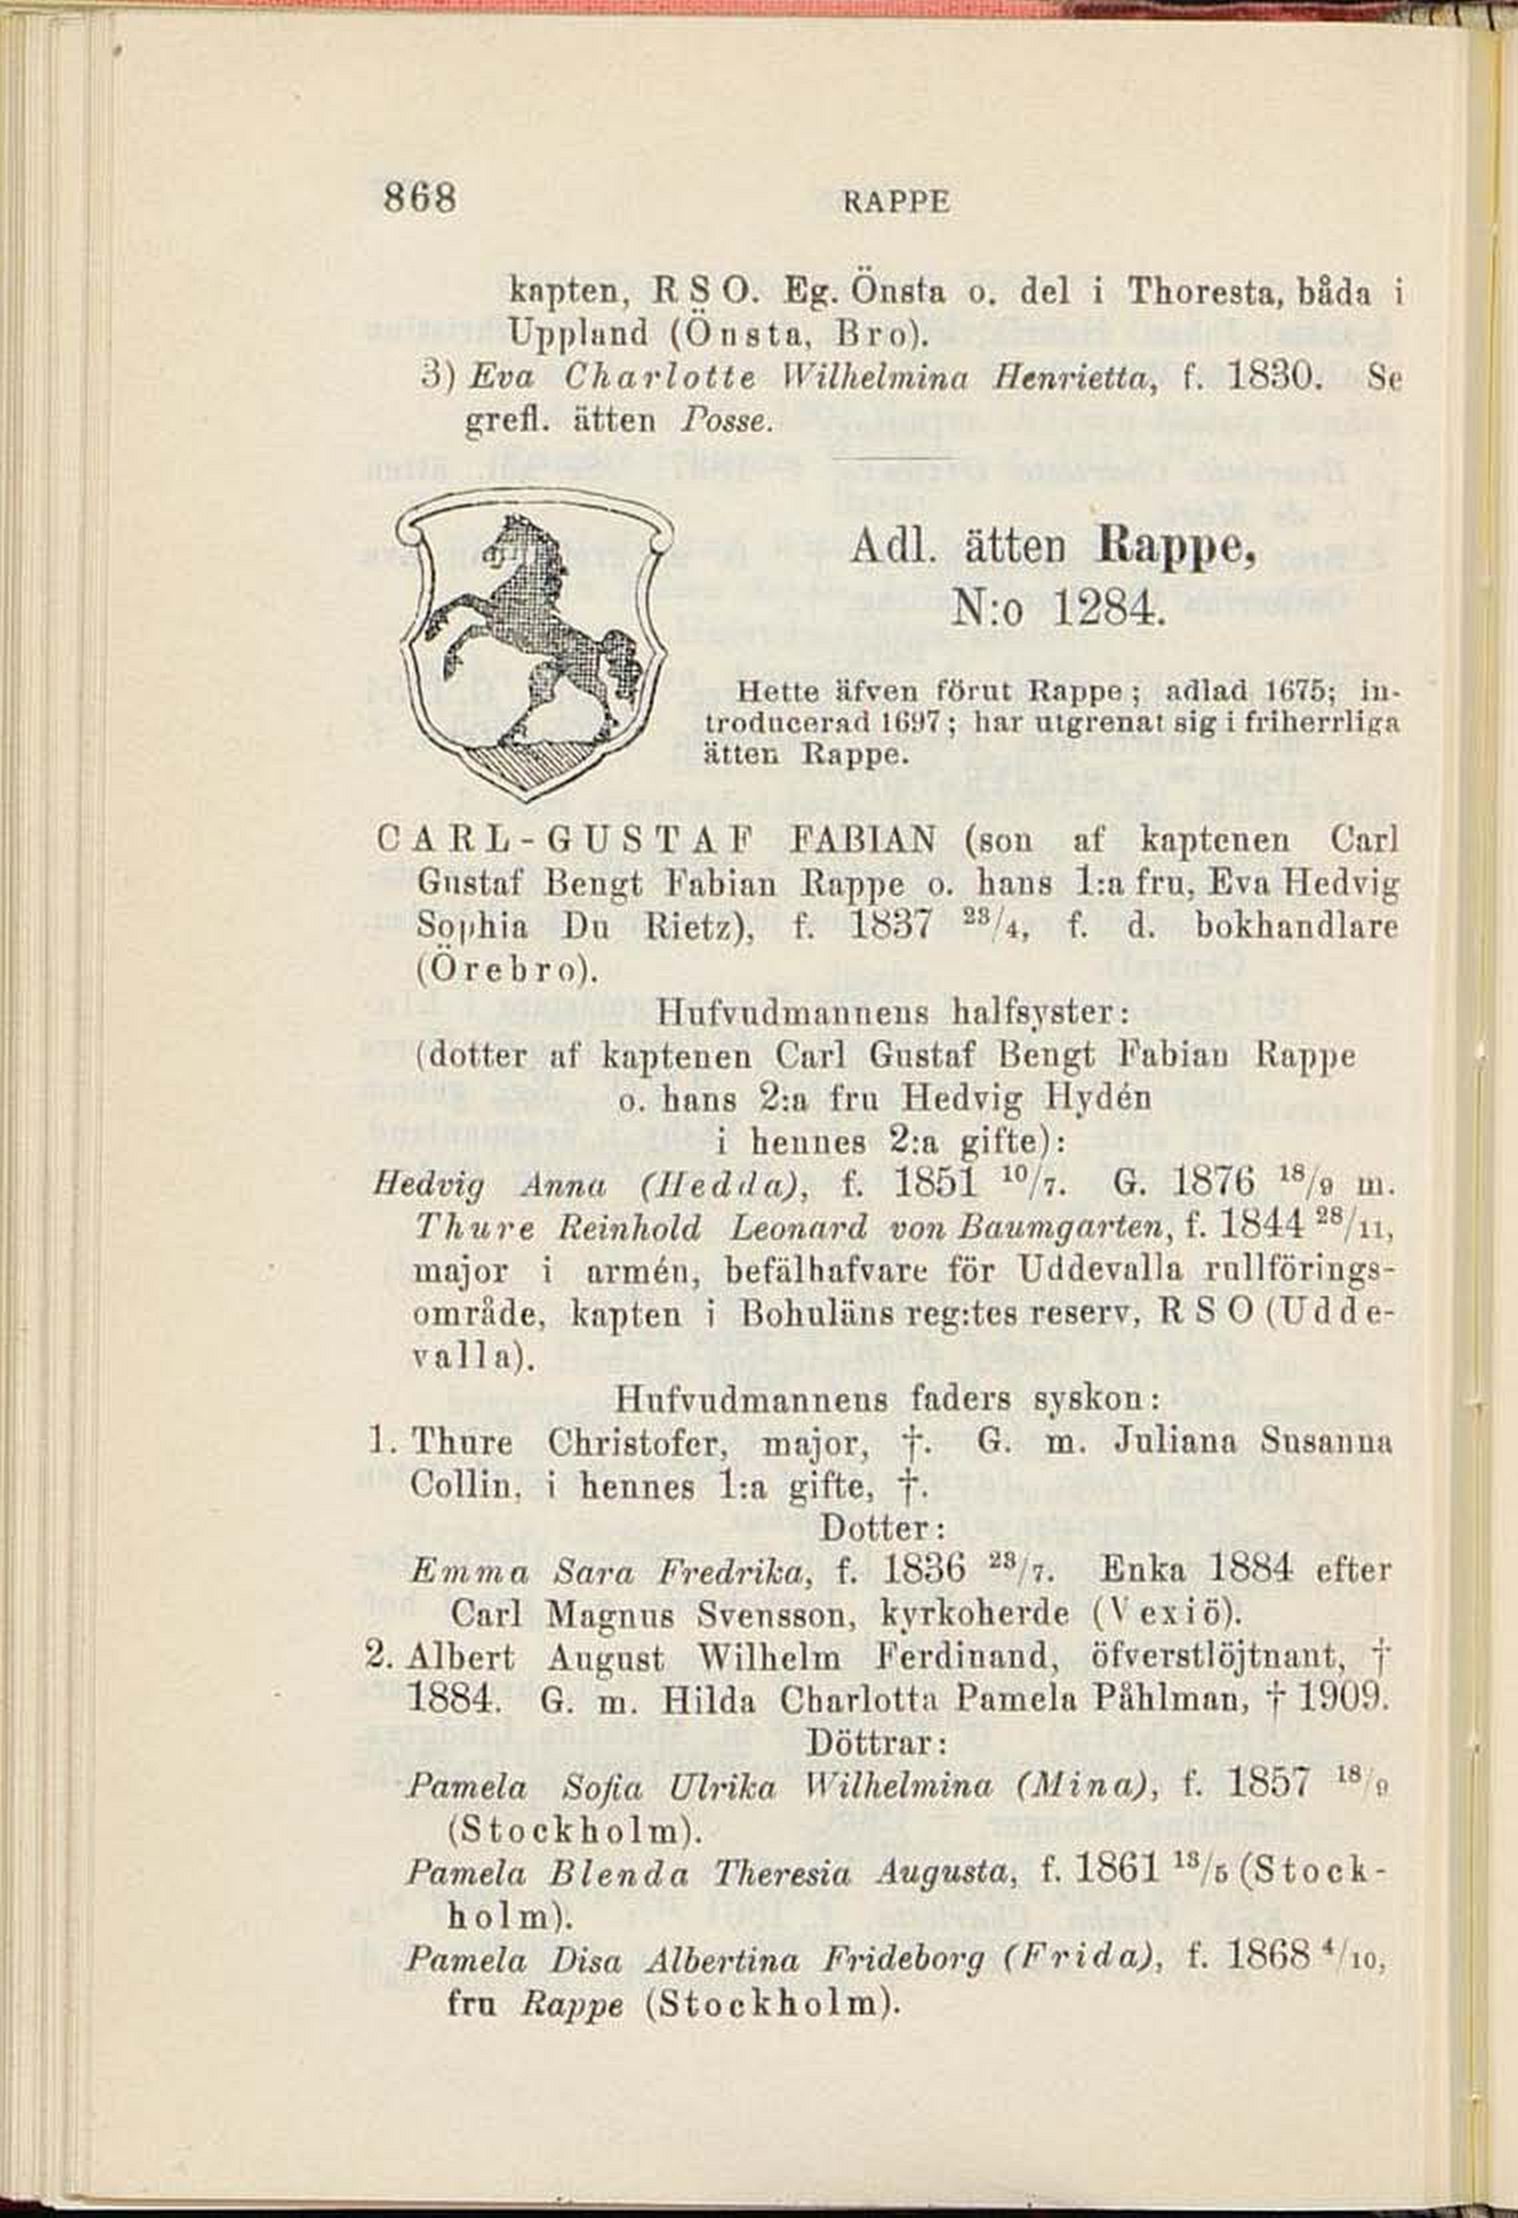 868 RAPPE
kapten, R S O. Eg. Önsta o. del i Thoresta, båda i
Uppland (Önsta, Bro).
3) Eva Charlotte Wilhelmina Henrietta, f. 1830. Se
grefl. ätten Posse.
Adl. ätten Rappe,
N:o 1284.
Hette äfven förut Rappe; adlad 1675; in-
troducerad 1697; har utgrenat sig i friherrliga
ätten Rappe.
CARL-GUSTAF FABIAN (son af kaptenen Carl
Gustaf Bengt Fabian Rappe o. hans 1:a fru, Eva Hedvig
Sophia Du Rietz), f. 1837 23/4, f. d. bokhandlare
(Örebro).
Hufvudmannens halfsyster:
(dotter af kaptenen Carl Gustaf Bengt Fabian Rappe
o. hans 2:a fru Hedvig Hydén
i hennes 2:a gifte):
Hedvig Anna (Hedda), f. 1851 10/7. G. 1876 18/9 m.
Thure Reinhold Leonard von Baumgarten, f. 1844 28/11,
major i armén, befälhafvare för Uddevalla rullförings-
område, kapten i Bohuläns reg:tes reserv, R S O (Udde-
valla).
Hufvudmannens faders syskon:
1. Thure Christofer, major, †. G. m. Juliana Susanna
Collin, i hennes 1:a gifte, †.
Dotter:
Emma Sara Fredrika, f. 1836 23/7. Enka 1884 efter
Carl Magnus Svensson, kyrkoherde (Vexiö).
2. Albert August Wilhelm Ferdinand, öfverstlöjtnant, †
1884. G. m. Hilda Charlotta Pamela Påhlman, † 1909.
Döttrar:
Pamela Sofia Ulrika Wilhelmina (Mina), f. 1857 18/9
(Stockholm).
Pamela Blenda Theresia Augusta, f. 1861 13/5 (Stock-
holm).
Pamela Disa Albertina Frideborg (Frida), f. 1868 4/10,
fru Rappe (Stockholm).